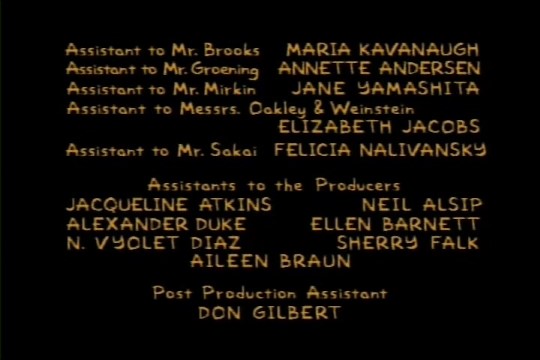 Assistant to Mr. Brooks MARIA KAVANAUGH
Assistant to Mr. Groening ANNETTE ANDERSEN
Assistant to Mr. Mirkin JANE YAMASHITA
Assistant to Messrs. Oakley & Weinstein
ELIZABETH JACOBS
Assistant to Mr. Sakai FELICIA NALIVANSKY
Assistants to the Producers
JACQUELINE ATKINS NEIL ALSIP
ALEXANDER DUKE ELLEN BARNETT
N. VYOLET DIAZ SHERRY FALK
AILEEN BRAUN
Post Production Assistant
DON GILBERT